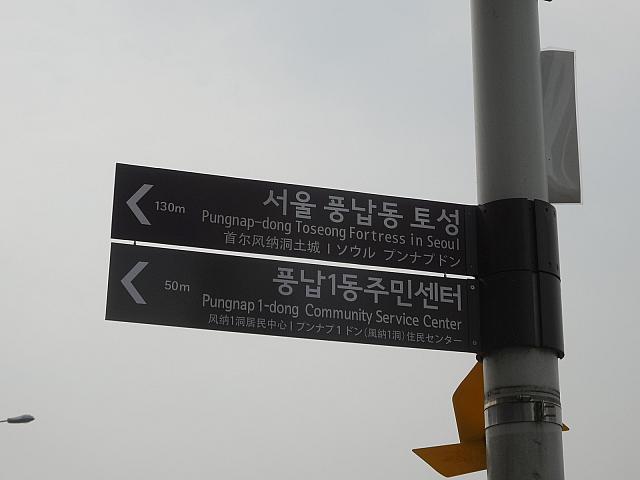 130m
서울 풍납동 토성
Pungnap-dong Toseong Fortress in Seoul
首尔风纳洞土城 | ソウル プンナプドン
50m
풍납1동주민센터
Pungnap 1-dong Community Service Center
风纳1洞居民中心 | プンナプ1ドン(風納1洞)住民センター